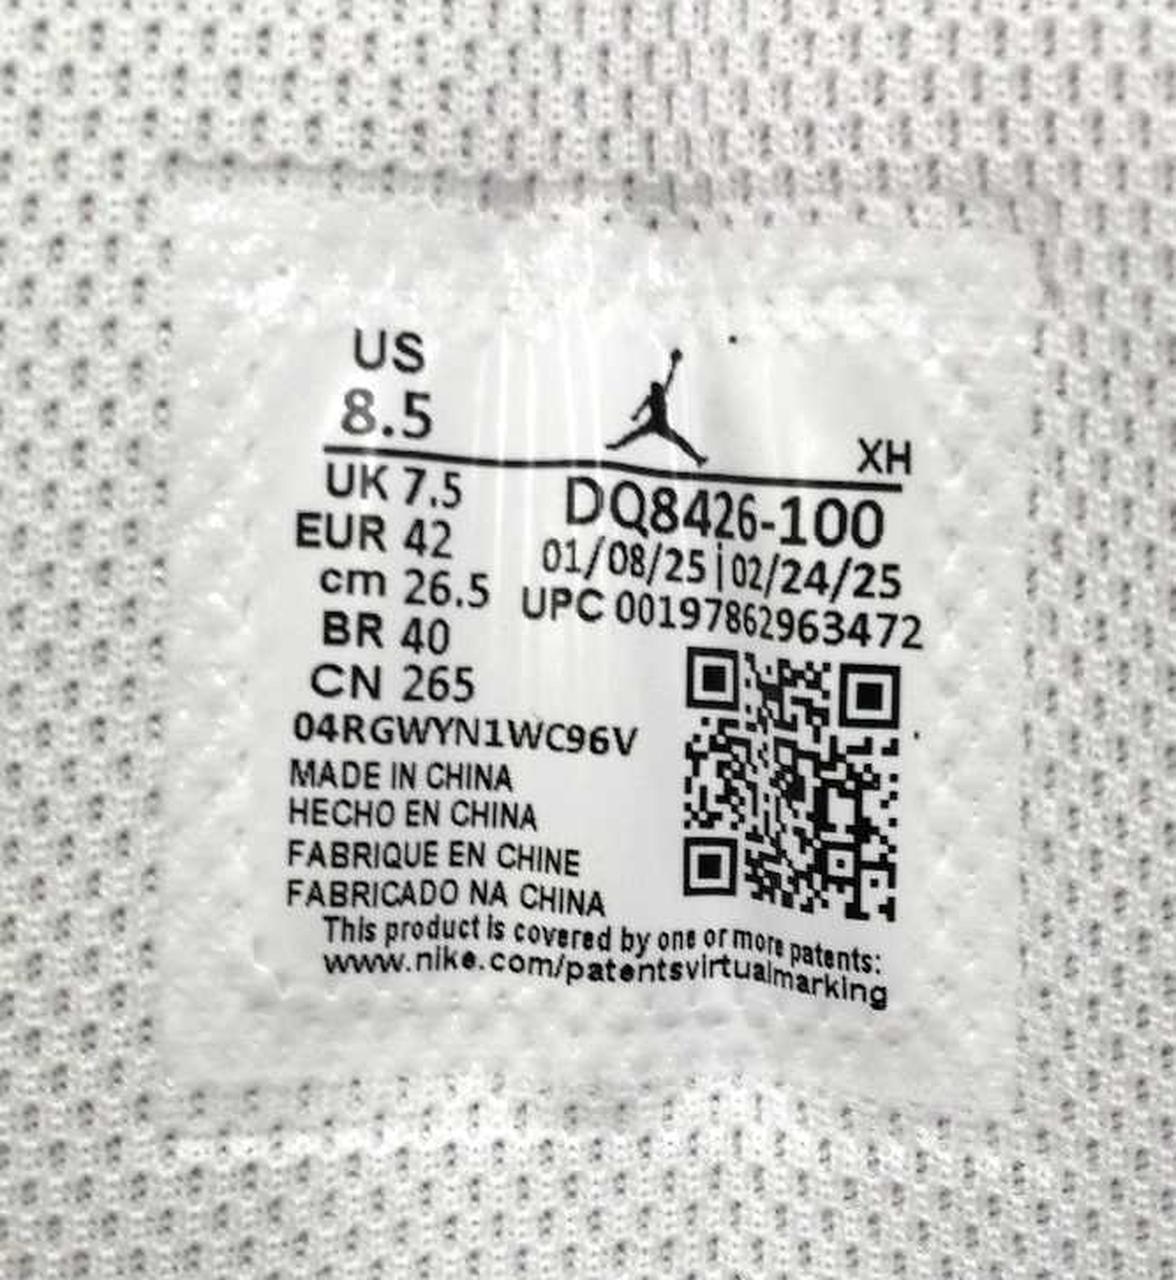 US
8.5
XH
UK 7.5
EUR 42
cm 26.5
BR 40
CN 265
DQ8426-100
01/08/25|02/24/25
UPC 00197862963472
04RGWYN1WC96V
MADE IN CHINA
HECHO EN CHINA
FABRIQUE EN CHINE
FABRICADO NA CHINA
This product is covered by one or more patents:
www.nike.com/patentsvirtualmarking